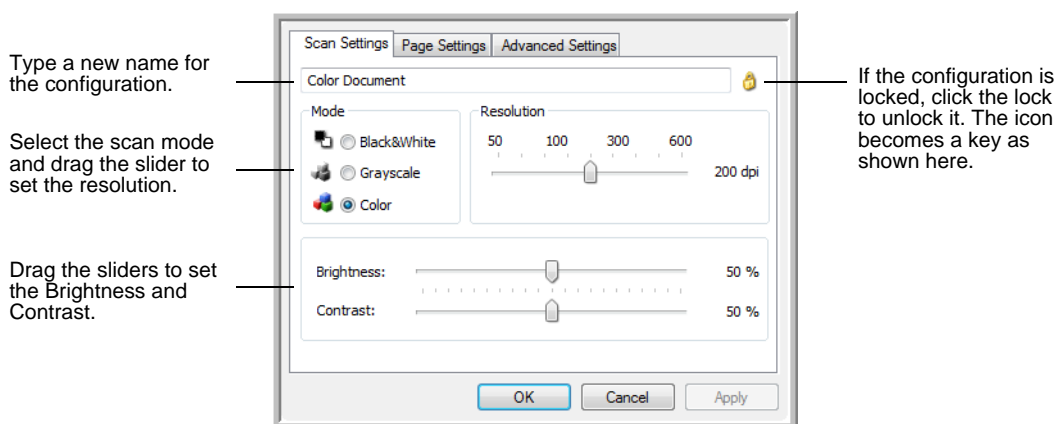 Scan Settings Page Settings Advanced Settings
Type a new name for
the configuration.
Color Document
If the configuration is
locked, click the lock
to unlock it. The icon
becomes a key as
shown here.
Select the scan mode
and drag the slider to
set the resolution.
Mode
Black&White
Grayscale
Color
Resolution
50 100 300 600
200 dpi
Drag the sliders to set
the Brightness and
Contrast.
Brightness: 50 %
Contrast: 50 %
OK Cancel Apply